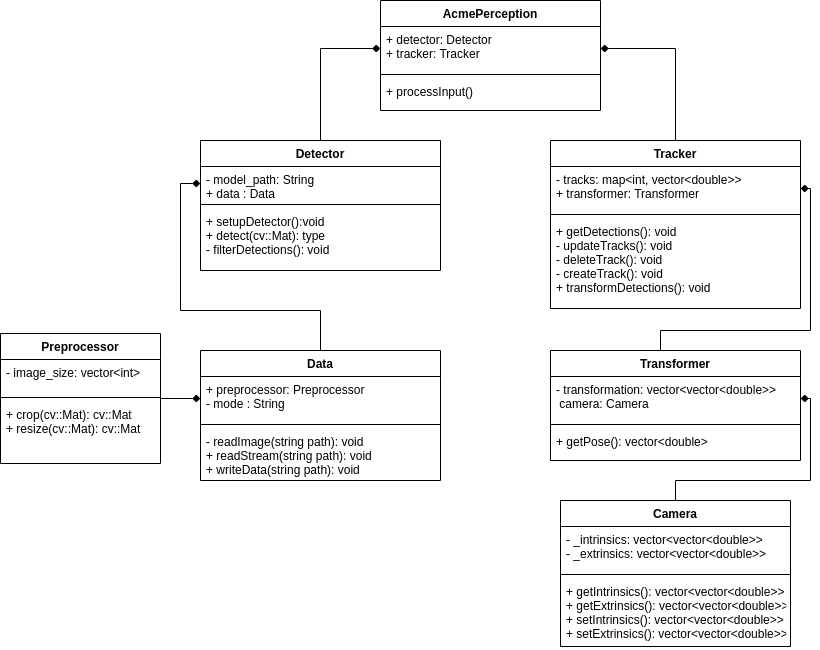 AcmePerception
+ detector: Detector
+ tracker: Tracker
+ processInput()
Detector
- model_path: String
+ data : Data
+ setupDetector():void
+ detect(cv::Mat): type
- filterDetections(): void
Tracker
- tracks: map<int, vector<double>>
+ transformer: Transformer
+ getDetections(): void
- updateTracks(): void
- deleteTrack(): void
- createTrack(): void
+ transformDetections(): void
Preprocessor
- image_size: vector<int>
+ crop(cv::Mat): cv::Mat
+ resize(cv::Mat): cv::Mat
Data
+ preprocessor: Preprocessor
- mode : String
- readImage(string path): void
+ readStream(string path): void
+ writeData(string path): void
Transformer
- transformation: vector<vector<double>>
camera: Camera
+ getPose(): vector<double>
Camera
- _intrinsics: vector<vector<double>>
- _extrinsics: vector<vector<double>>
+ getIntrinsics(): vector<vector<double>>
+ getExtrinsics(): vector<vector<double>>
+ setIntrinsics(): vector<vector<double>>
+ setExtrinsics(): vector<vector<double>>